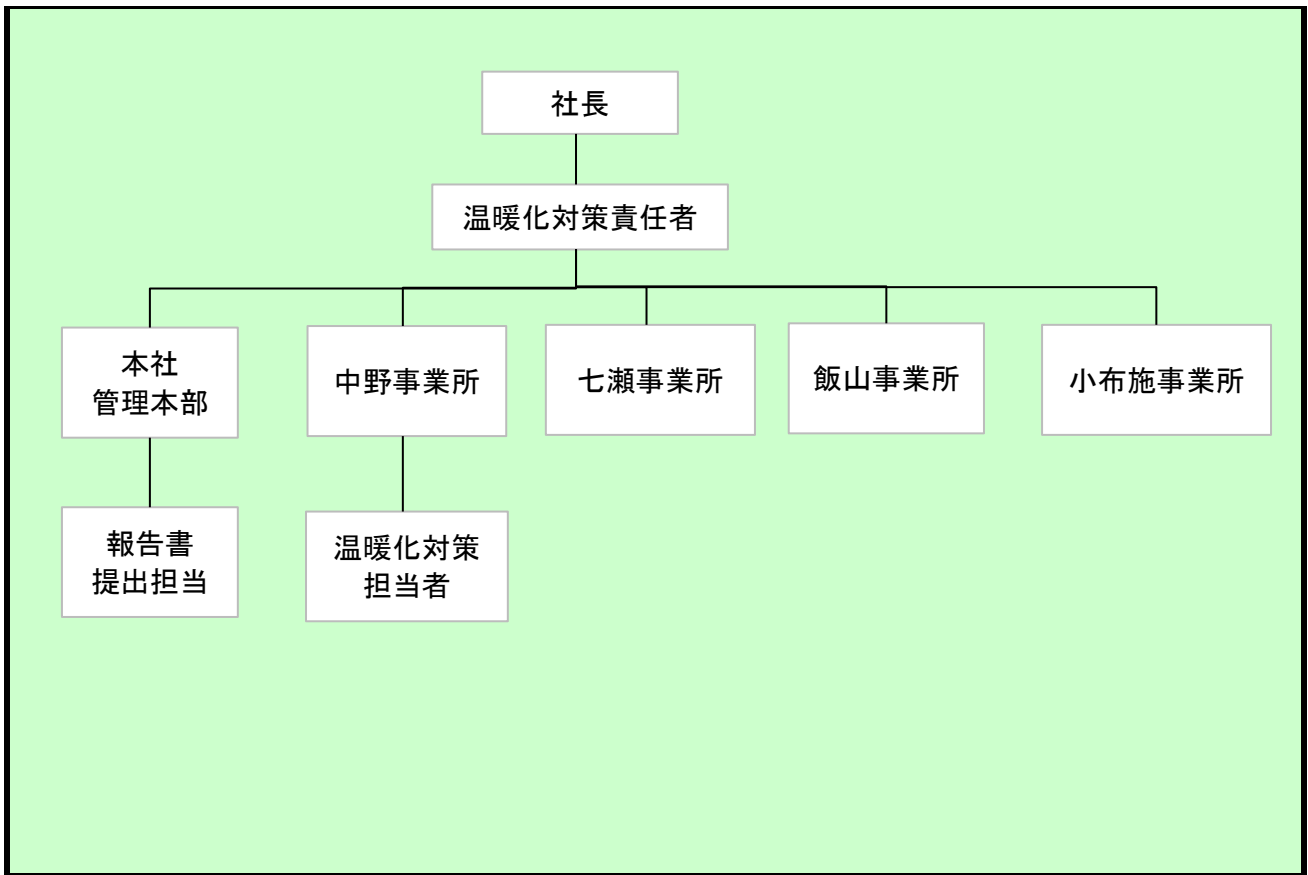 社長
温暖化対策責任者
本社
管理本部
中野事業所
七瀬事業所
飯山事業所
小布施事業所
報告書
提出担当
温暖化対策
担当者